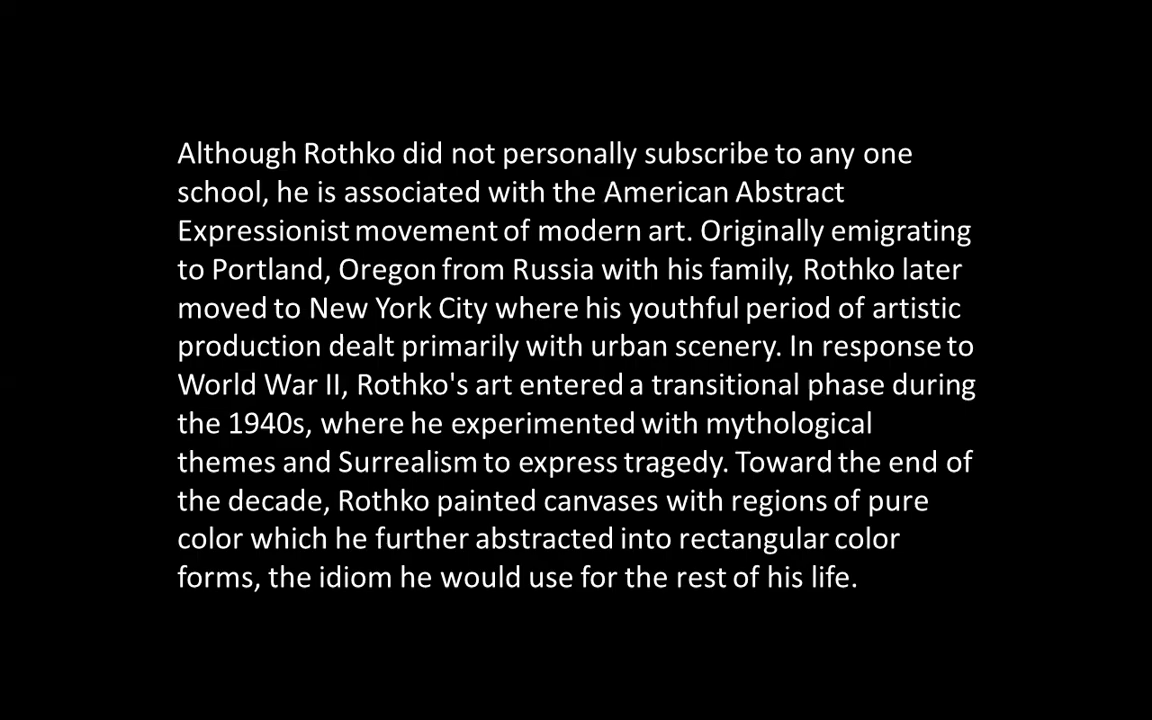 Although Rothko did not personally subscribe to any one
school, he is associated with the American Abstract
Expressionist movement of modern art. Originally emigrating
to Portland, Oregon from Russia with his family, Rothko later
moved to New York City where his youthful period of artistic
production dealt primarily with urban scenery. In response to
World War II, Rothko's art entered a transitional phase during
the 1940s, where he experimented with mythological
themes and Surrealism to express tragedy. Toward the end of
the decade, Rothko painted canvases with regions of pure
color which he further abstracted into rectangular color
forms, the idiom he would use for the rest of his life.